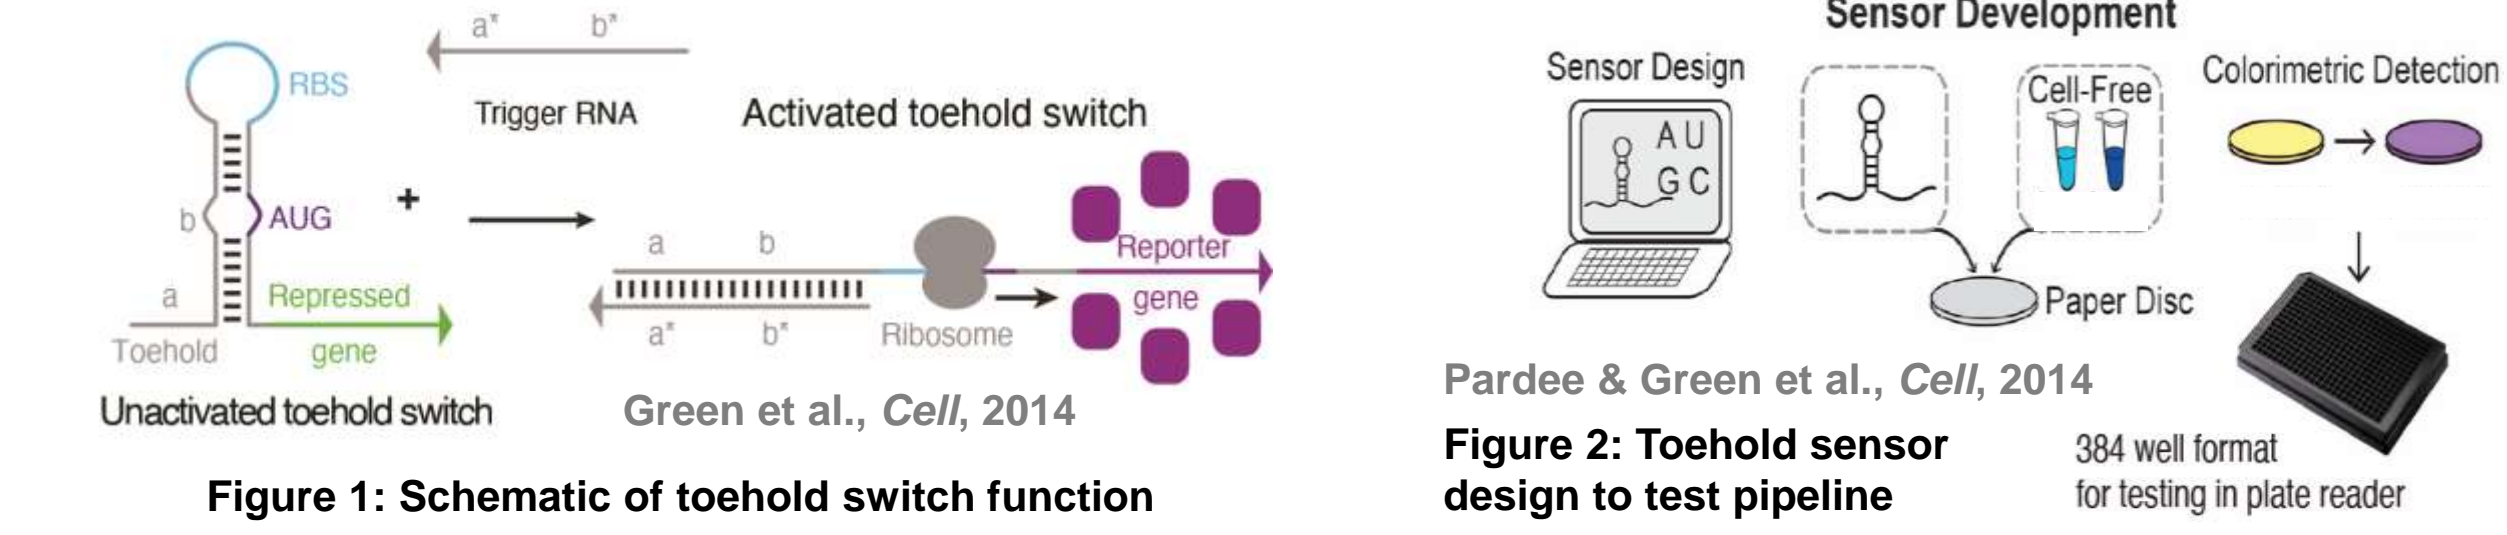 a* b*
RBS
Trigger RNA
Activated toehold switch
b AUG
+
a Repressed
Toehold gene
Unactivated toehold switch
a b
Reporter
gene
a* b*
Ribosome
Green et al., Cell, 2014
Figure 1: Schematic of toehold switch function
Sensor Development
Sensor Design
A U
G C
Cell-Free
Colorimetric Detection
Paper Disc
Pardee & Green et al., Cell, 2014
Figure 2: Toehold sensor
design to test pipeline
384 well format
for testing in plate reader